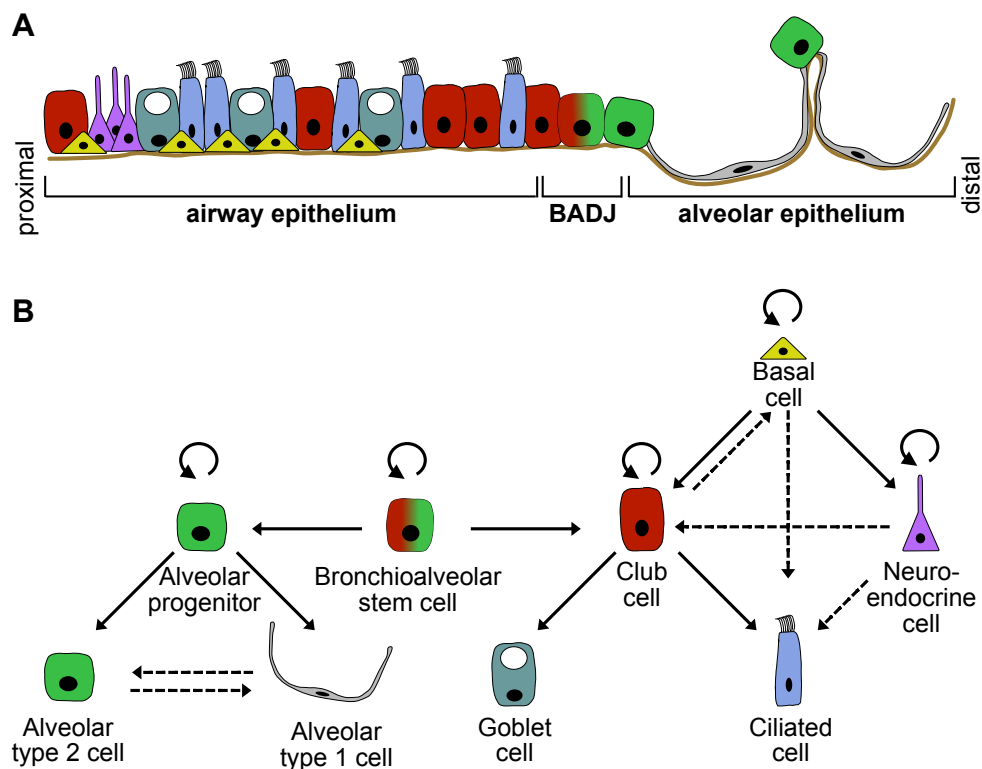 A
proximal
airway epithelium
BADJ
alveolar epithelium
distal
B
Basal
cell
Alveolar
progenitor
Bronchioalveolar
stem cell
Club
cell
Neuro-
endocrine
cell
Alveolar
type 2 cell
Alveolar
type 1 cell
Goblet
cell
Ciliated
cell